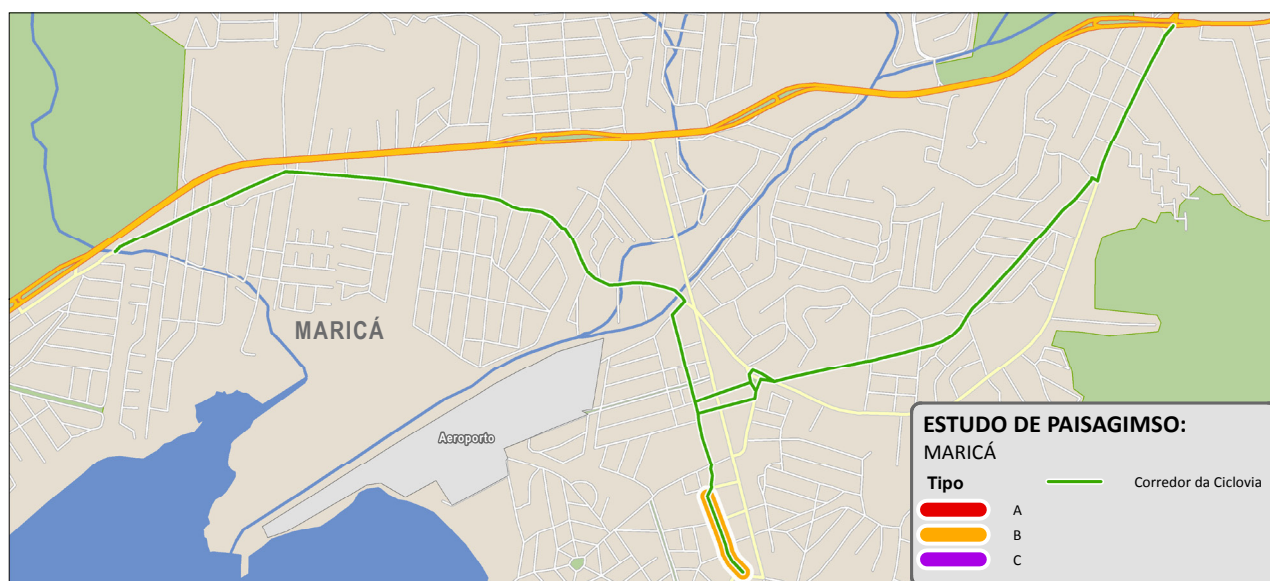 MARICÁ
Aeroporto
ESTUDO DE PAISAGIMSO:
MARICÁ
Tipo
Corredor da Ciclovia
A
B
C